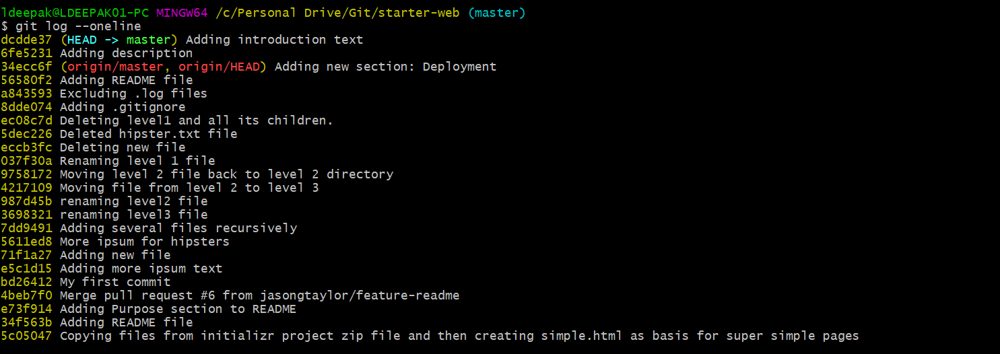 ldeepak@LDEEPAK01-PC MINGW64 /c/Personal Drive/Git/starter-web (master)
$ git log --oneline
dcdde37 (HEAD -> master) Adding introduction text
6fe5231 Adding description
34ecc6f (origin/master, origin/HEAD) Adding new section: Deployment
56580f2 Adding README file
a843593 Excluding .log files
8dde074 Adding .gitignore
ec08c7d Deleting level1 and all its children.
5dec226 Deleted hipster.txt file
eccb3fc Deleting new file
037f30a Renaming level 1 file
9758172 Moving level 2 file back to level 2 directory
4217109 Moving file from level 2 to level 3
987d45b renaming level2 file
3698321 renaming level3 file
7dd9491 Adding several files recursively
5611ed8 More ipsum for hipsters
71f1a27 Adding new file
e5c1d15 Adding more ipsum text
bd26412 My first commit
4beb7f0 Merge pull request #6 from jasongtaylor/feature-readme
e73f914 Adding Purpose section to README
34f563b Adding README file
5c05047 Copying files from initializr project zip file and then creating simple.html as basis for super simple pages